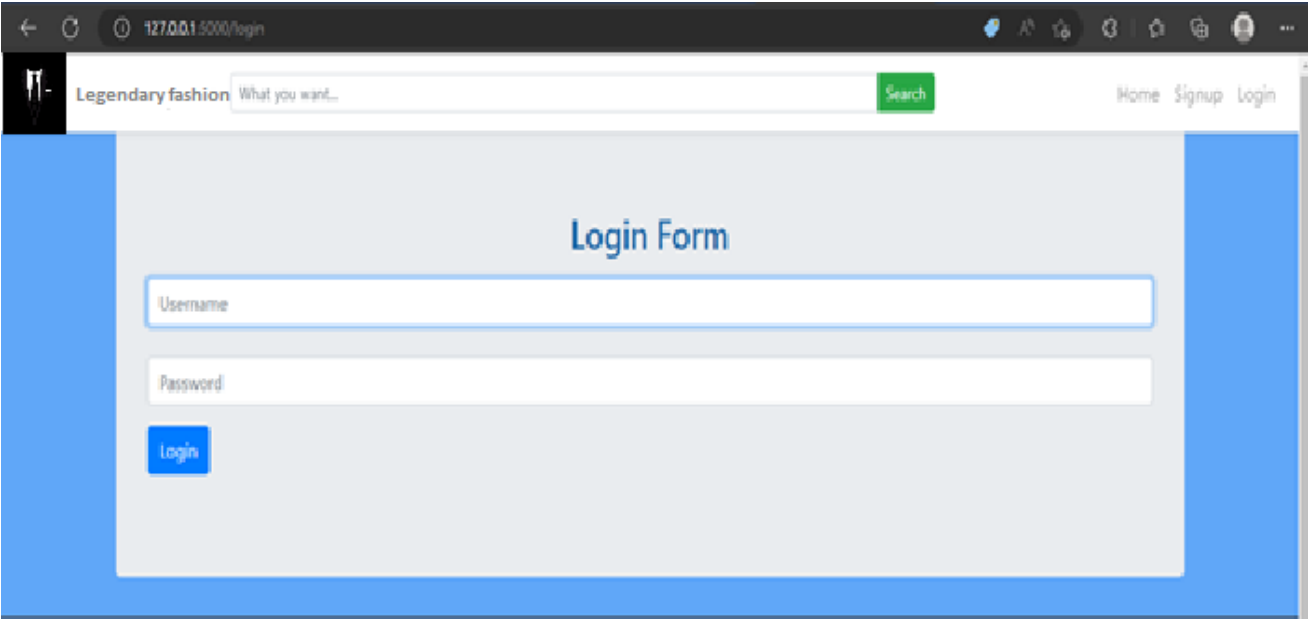 127.0.0.1:5000/login
Legendary fashion What you want... Search Home Signup Login
Login Form
Username
Password
Login